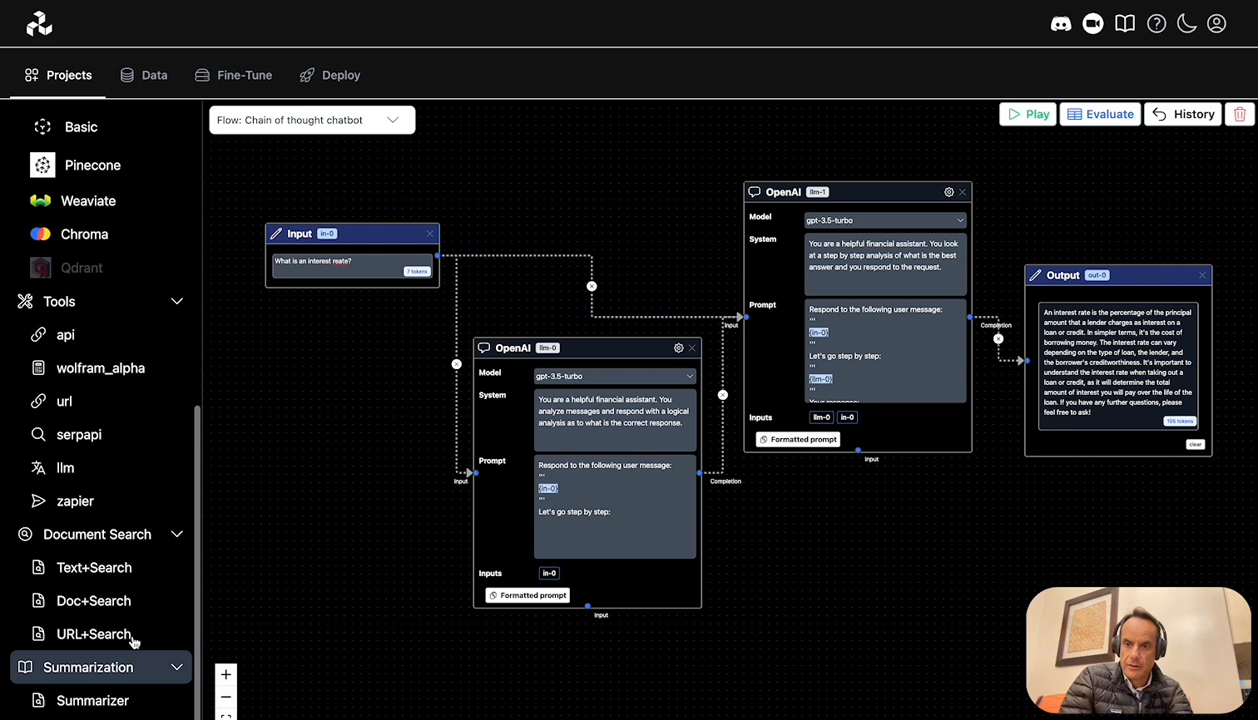 Projects
Data
Fine-Tune
Deploy
Basic
Pinecone
Weaviate
Chroma
Qdrant
Tools
api
wolfram_alpha
url
serpapi
llm
zapier
Document Search
Text+Search
Doc+Search
URL+Search
Summarization
Summarizer
Flow: Chain of thought chatbot
Play
Evaluate
History
Input in-0
What is an interest reate?
7 tokens
OpenAI llm-0
Model
gpt-3.5-turbo
System
You are a helpful financial assistant. You
analyze messages and respond with a logical
analysis as to what is the correct response.
Prompt
Respond to the following user message:
'''
{in-0}
'''
Let's go step by step:
Inputs
in-0
Formatted prompt
Input
Completion
Input
OpenAI llm-1
Model
gpt-3.5-turbo
System
You are a helpful financial assistant. You look
at a step by step analysis of what is the best
answer and you respond to the request.
Prompt
Respond to the following user message:
'''
{in-0}
'''
Let's go step by step:
'''
{llm-0}
'''
Your response:
Inputs
llm-0 in-0
Formatted prompt
Input
Completion
Input
Output out-0
An interest rate is the percentage of the principal
amount that a lender charges as interest on a
loan or credit. In simpler terms, it's the cost of
borrowing money. The interest rate can vary
depending on the type of loan, the lender, and
the borrower's creditworthiness. It's important to
understand the interest rate when taking out a
loan or credit, as it will determine the total
amount of interest you will pay over the life of the
loan. If you have any further questions, please
feel free to ask!
105 tokens
clear